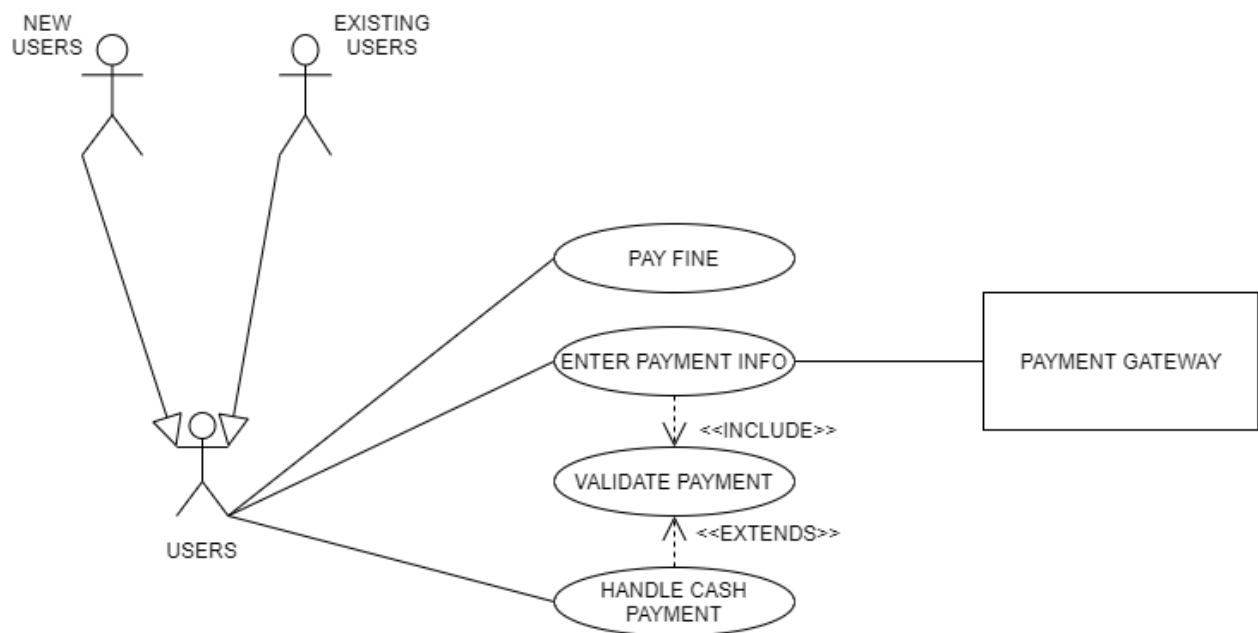 NEW
USERS
EXISTING
USERS
PAY FINE
ENTER PAYMENT INFO
PAYMENT GATEWAY
<<INCLUDE>>
VALIDATE PAYMENT
<<EXTENDS>>
USERS
HANDLE CASH
PAYMENT